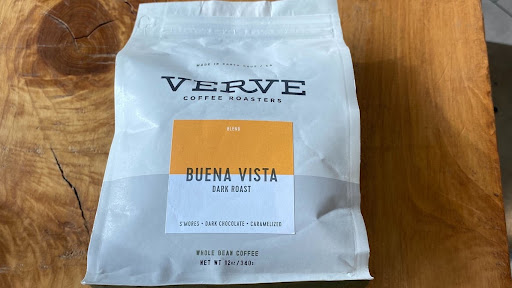 MADE IN SANTA CRUZ, CA
VERVE
COFFEE ROASTERS
BLEND
BUENA VISTA
DARK ROAST
S'MORES • DARK CHOCOLATE • CARAMELIZED
WHOLE BEAN COFFEE
NET WT 12oz/340g